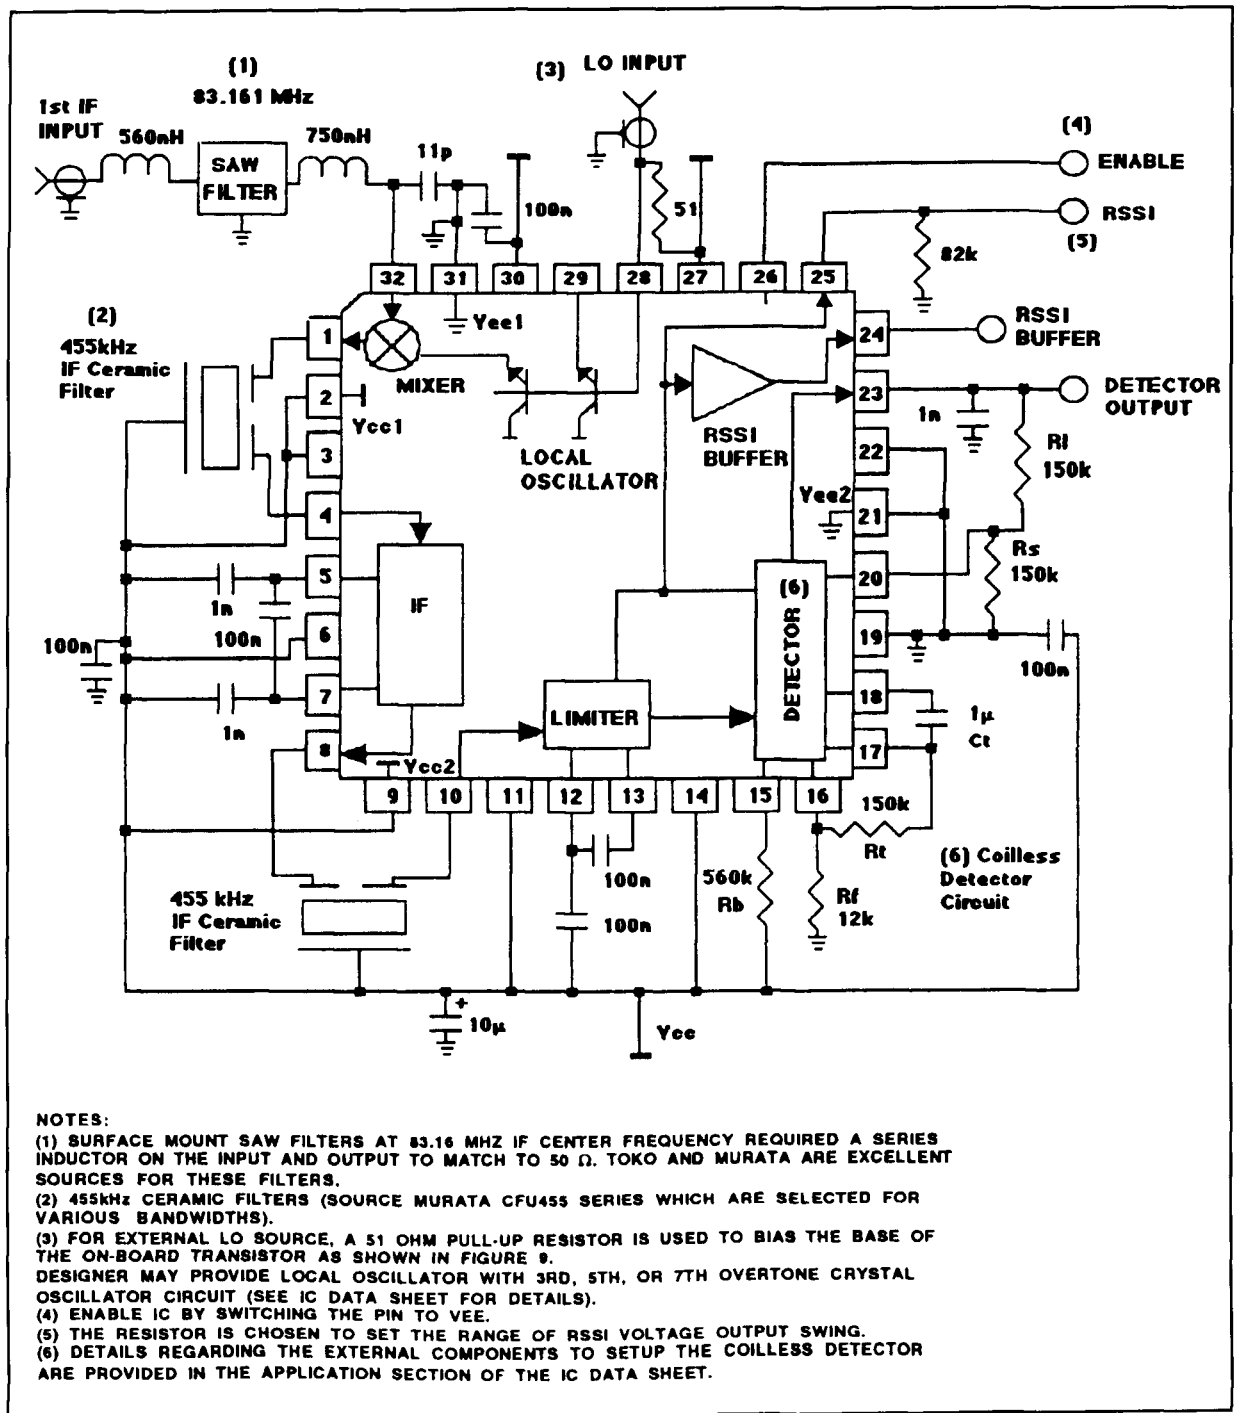 (1)
83.161 MHz
(3) LO INPUT
1st IF
INPUT
560nH
SAW
FILTER
750nH
11p
100n
51
(4)
ENABLE
RSSI
(5)
82k
32
31
30
29
28
27
26
25
(2)
455kHz
IF Ceramic
Filter
1
2
3
4
5
6
7
8
Vee1
MIXER
Vcc1
LOCAL
OSCILLATOR
RSSI
BUFFER
24
RSSI
BUFFER
23
DETECTOR
OUTPUT
1n
Rl
150k
22
Vee2
21
20
Rs
150k
19
100n
18
1µ
Ct
17
IF
1n
100n
1n
100n
LIMITER
(6)
DETECTOR
Vcc2
9
10
11
12
13
14
15
16
150k
Rt
100n
100n
560k
Rb
Rf
12k
(6) Coilless
Detector
Circuit
455 kHz
IF Ceramic
Filter
+
10µ
Vcc
NOTES:
(1) SURFACE MOUNT SAW FILTERS AT 83.16 MHZ IF CENTER FREQUENCY REQUIRED A SERIES
INDUCTOR ON THE INPUT AND OUTPUT TO MATCH TO 50 Ω. TOKO AND MURATA ARE EXCELLENT
SOURCES FOR THESE FILTERS.
(2) 455kHz CERAMIC FILTERS (SOURCE MURATA CFU455 SERIES WHICH ARE SELECTED FOR
VARIOUS BANDWIDTHS).
(3) FOR EXTERNAL LO SOURCE, A 51 OHM PULL-UP RESISTOR IS USED TO BIAS THE BASE OF
THE ON-BOARD TRANSISTOR AS SHOWN IN FIGURE 9.
DESIGNER MAY PROVIDE LOCAL OSCILLATOR WITH 3RD, 5TH, OR 7TH OVERTONE CRYSTAL
OSCILLATOR CIRCUIT (SEE IC DATA SHEET FOR DETAILS).
(4) ENABLE IC BY SWITCHING THE PIN TO VEE.
(5) THE RESISTOR IS CHOSEN TO SET THE RANGE OF RSSI VOLTAGE OUTPUT SWING.
(6) DETAILS REGARDING THE EXTERNAL COMPONENTS TO SETUP THE COILLESS DETECTOR
ARE PROVIDED IN THE APPLICATION SECTION OF THE IC DATA SHEET.